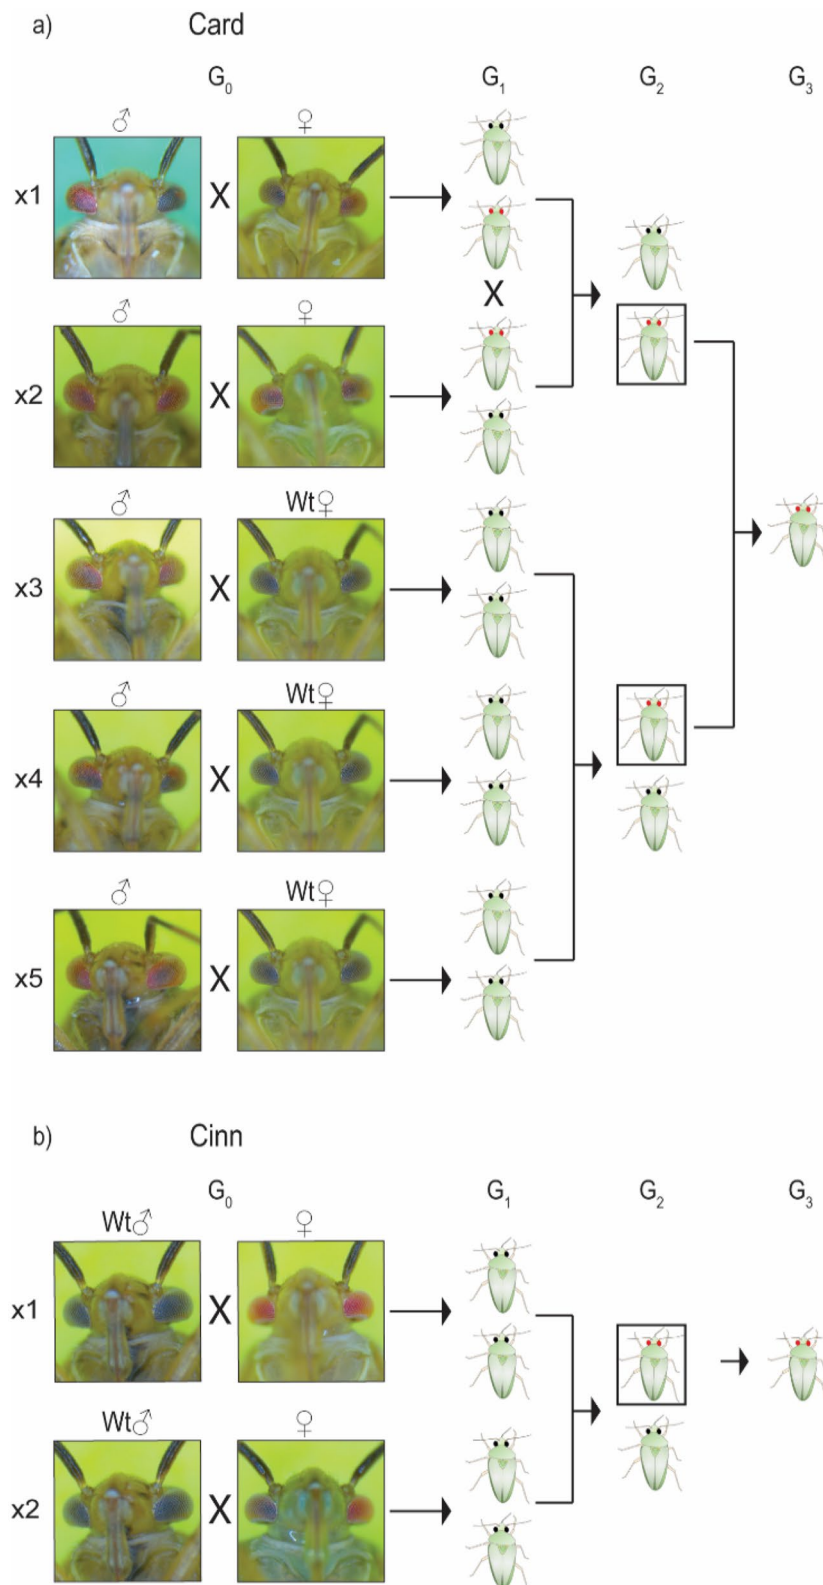 a) Card
G₀ G₁ G₂ G₃
♂ ♀
x1 X
X
♂ ♀
x2 X
♂ Wt♀
x3 X
♂ Wt♀
x4 X
♂ Wt♀
x5 X
b) Cinn
G₀ G₁ G₂ G₃
Wt♂ ♀
x1 X
Wt♂ ♀
x2 X